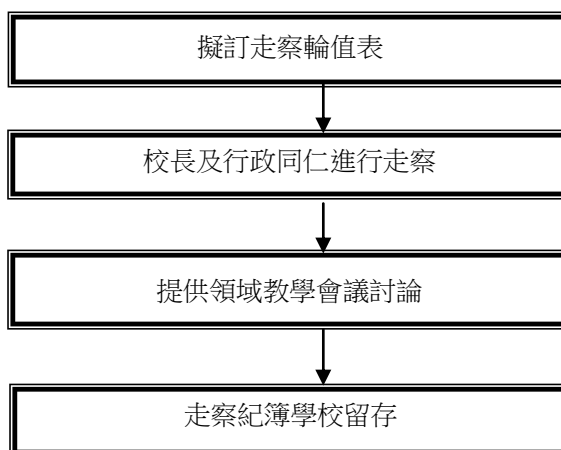 擬訂走察輪值表
校長及行政同仁進行走察
提供領域教學會議討論
走察紀簿學校留存